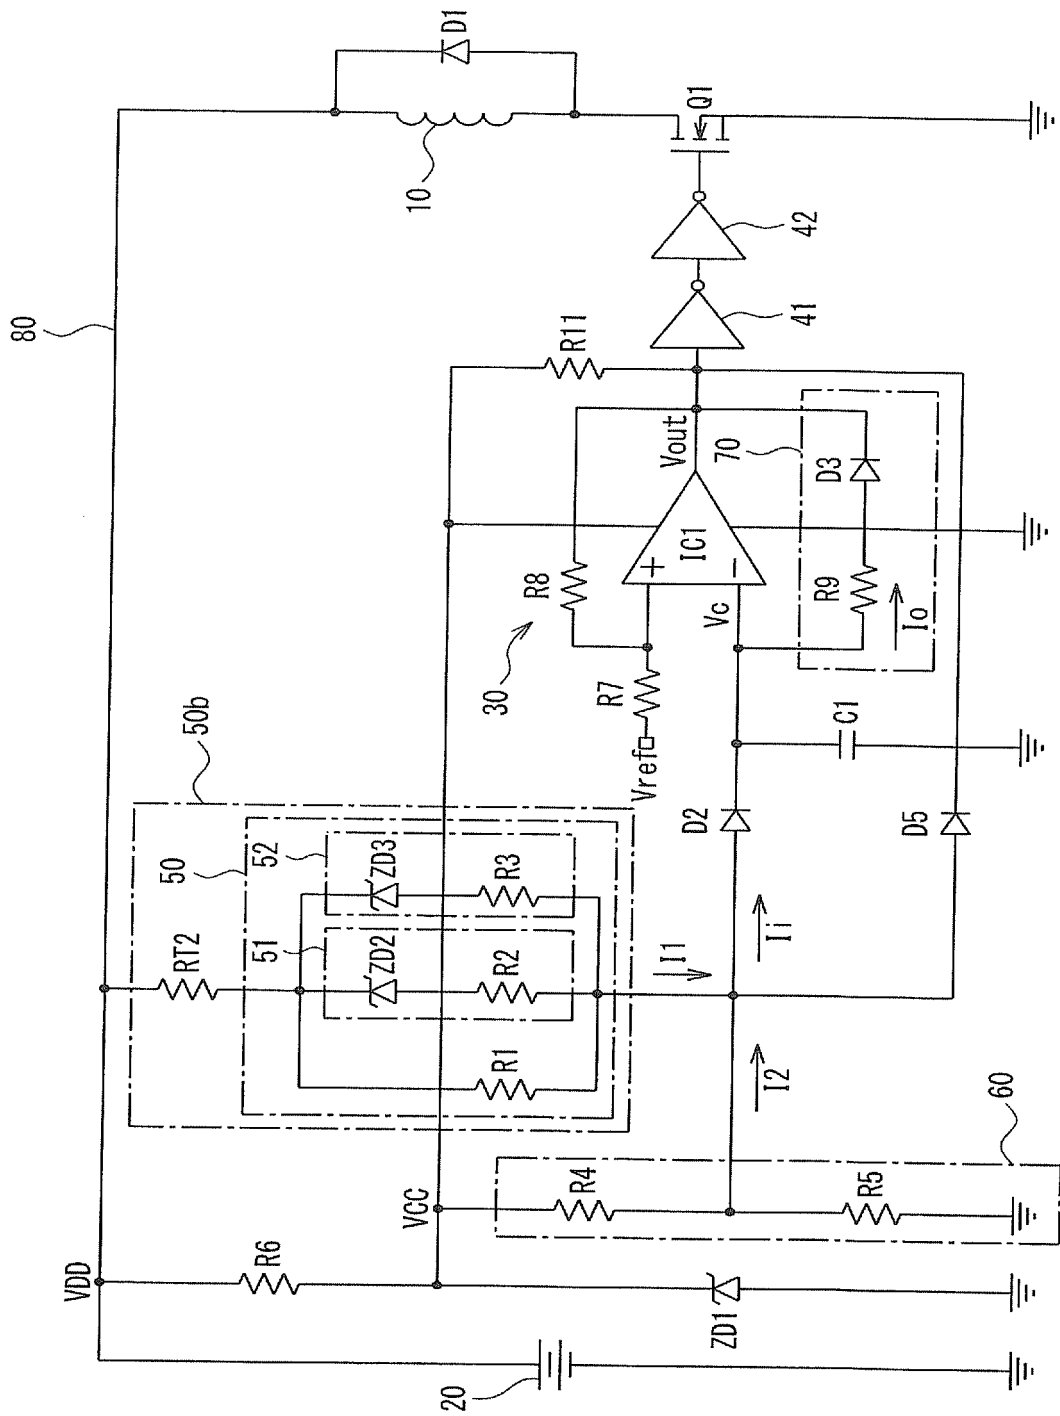 80
D1
10
Q1
42
41
R11
Vout
70
D3
R8
IC1
+
−
R9
Io
30
R7
Vref
Vc
C1
50b
50
52
ZD3
R3
D2
D5
RT2
51
ZD2
R2
I1
Ii
R1
I2
60
VCC
R4
R5
VDD
R6
ZD1
20